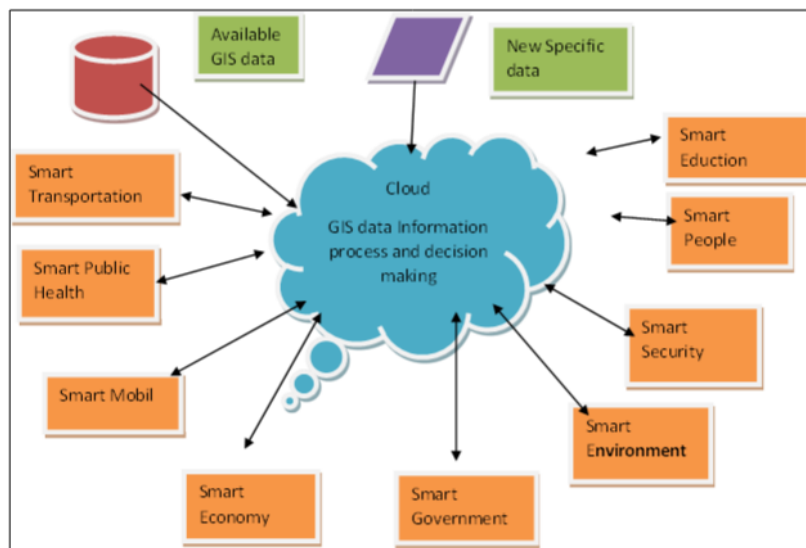 Available
GIS data
New Specific
data
Smart
Eduction
Cloud
GIS data Information
process and decision
making
Smart
Transportation
Smart
People
Smart Public
Health
Smart
Security
Smart Mobil
Smart
Environment
Smart
Economy
Smart
Government